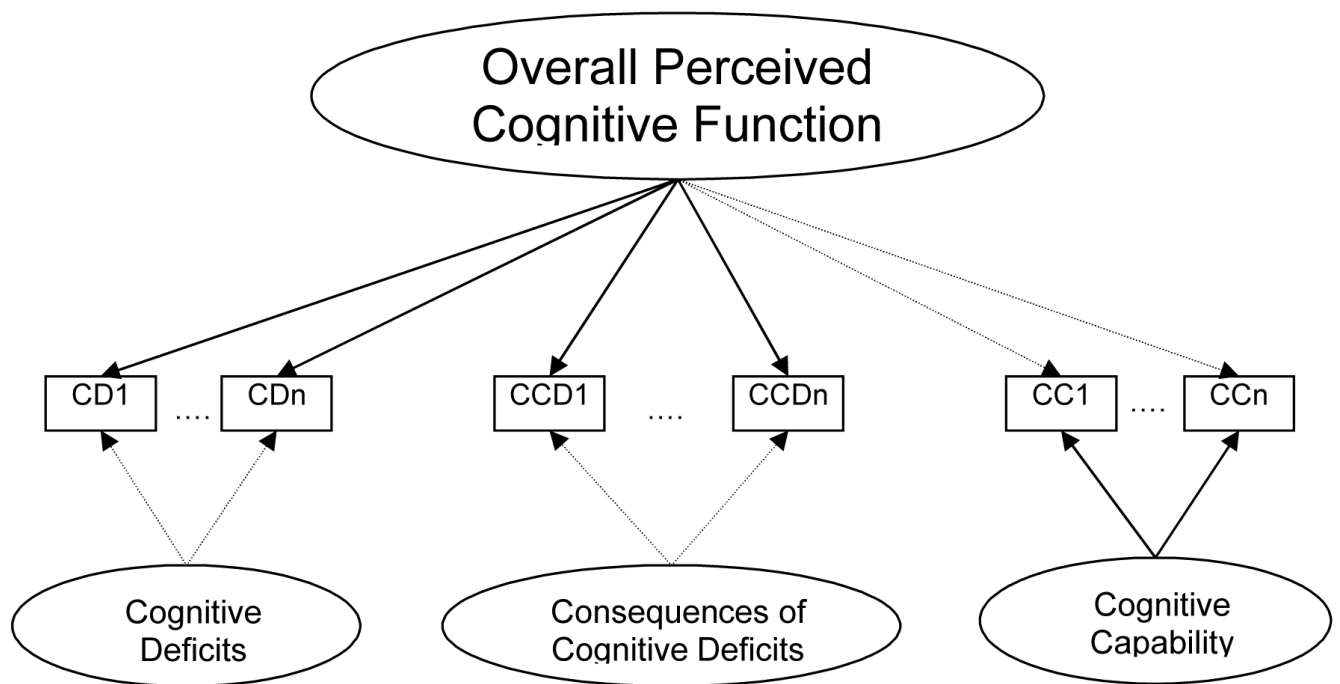 Overall Perceived
Cognitive Function
CD1 .... CDn CCD1 .... CCDn CC1 .... CCn
Cognitive
Deficits
Consequences of
Cognitive Deficits
Cognitive
Capability